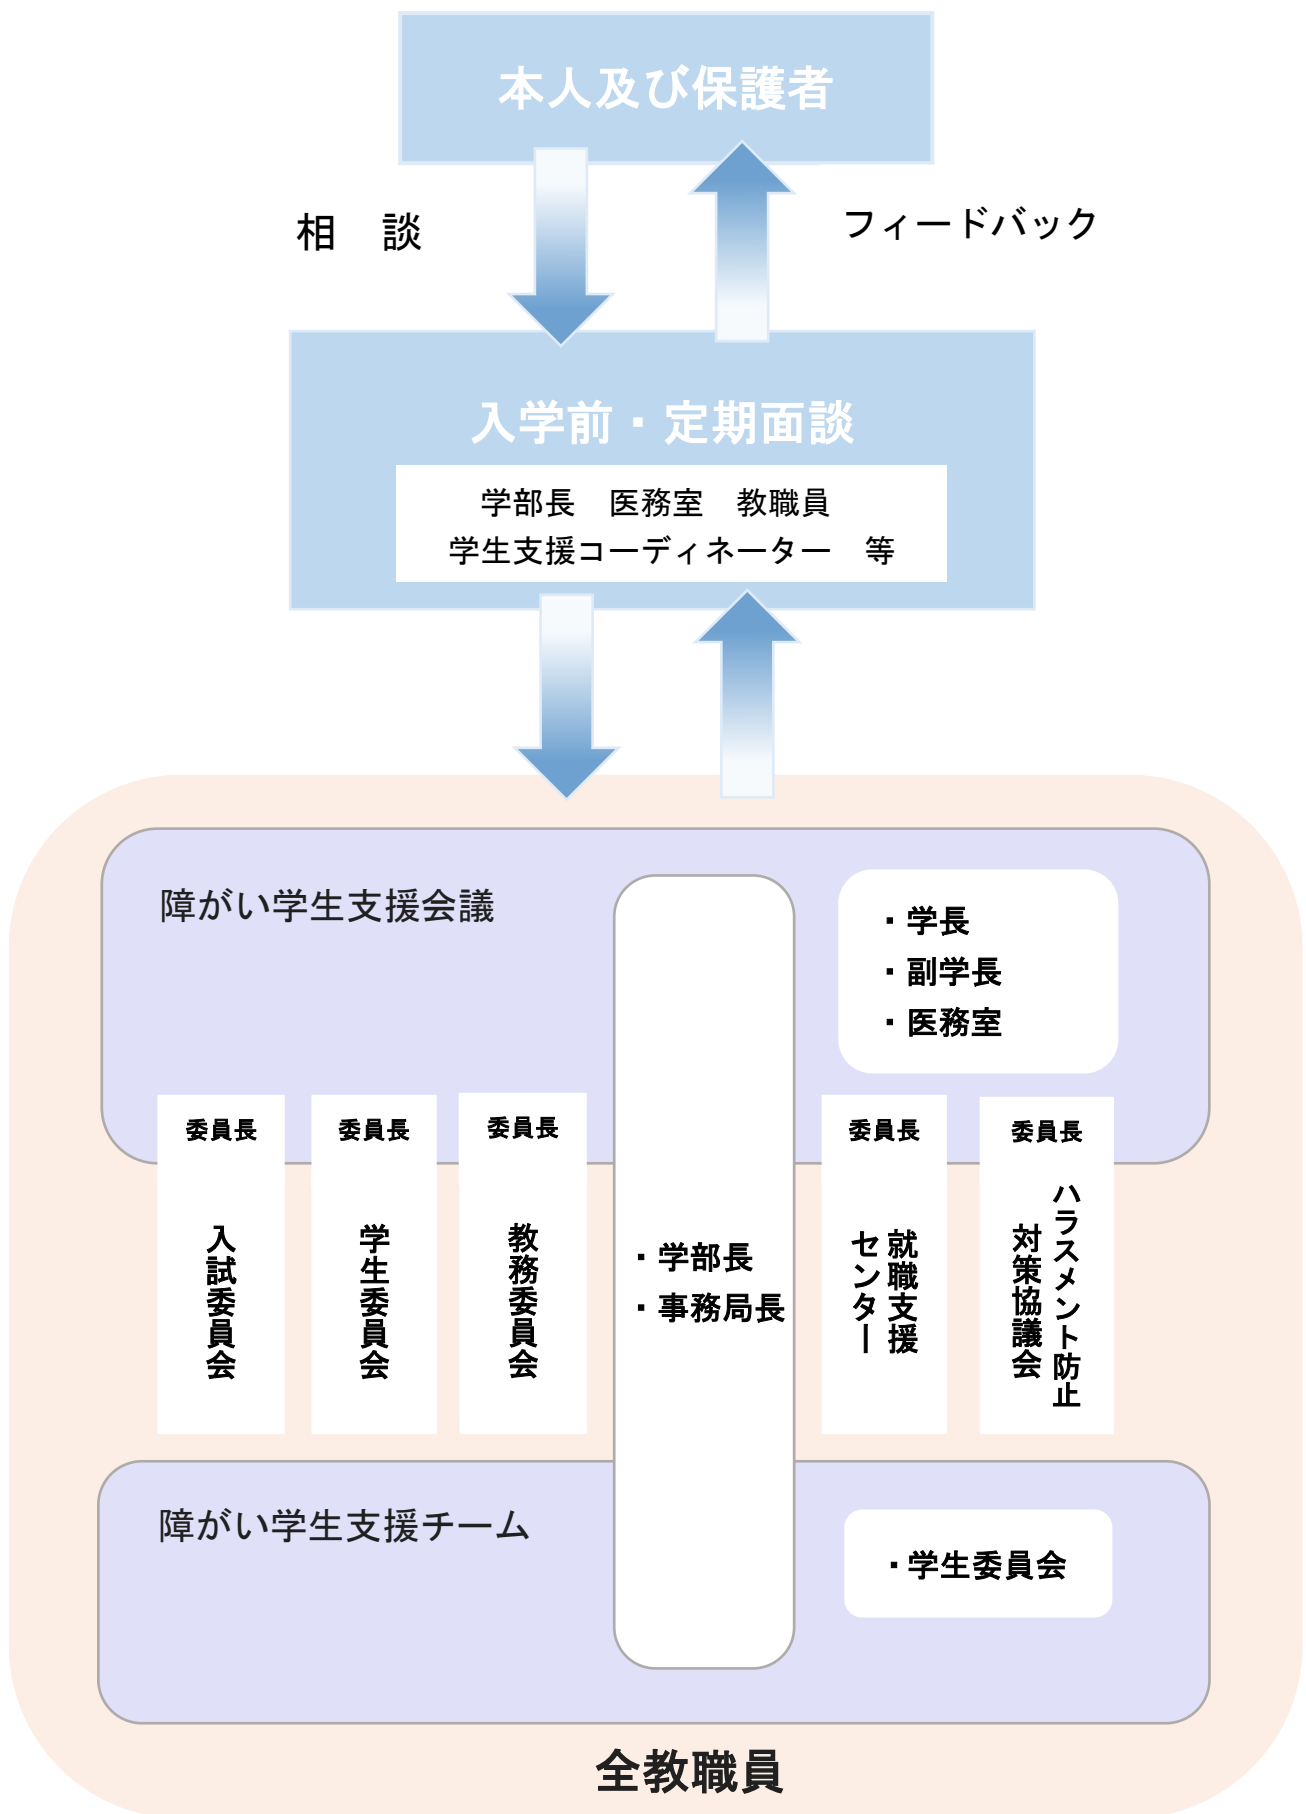 本人及び保護者
相　談
フィードバック
入学前・定期面談
学部長　医務室　教職員
学生支援コーディネーター　等
障がい学生支援会議
・学長
・副学長
・医務室
委員長
入試委員会
委員長
学生委員会
委員長
教務委員会
・学部長
・事務局長
委員長
就職支援
センター
委員長
ハラスメント防止
対策協議会
障がい学生支援チーム
・学生委員会
全教職員